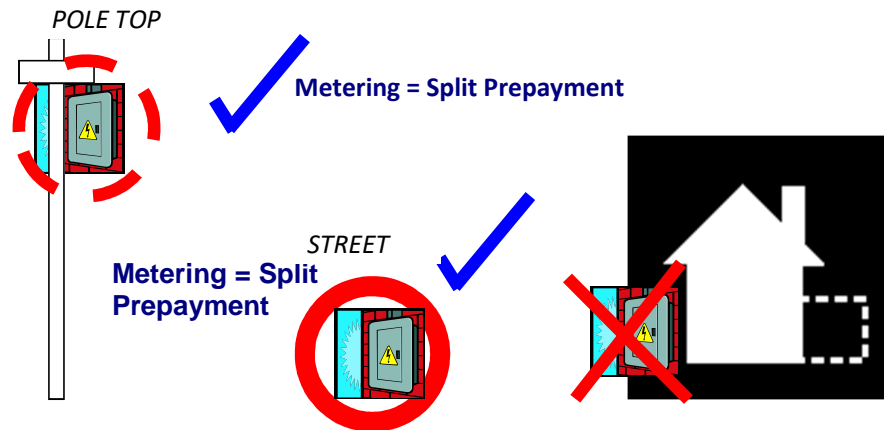 POLE TOP
Metering = Split Prepayment
STREET
Metering = Split
Prepayment